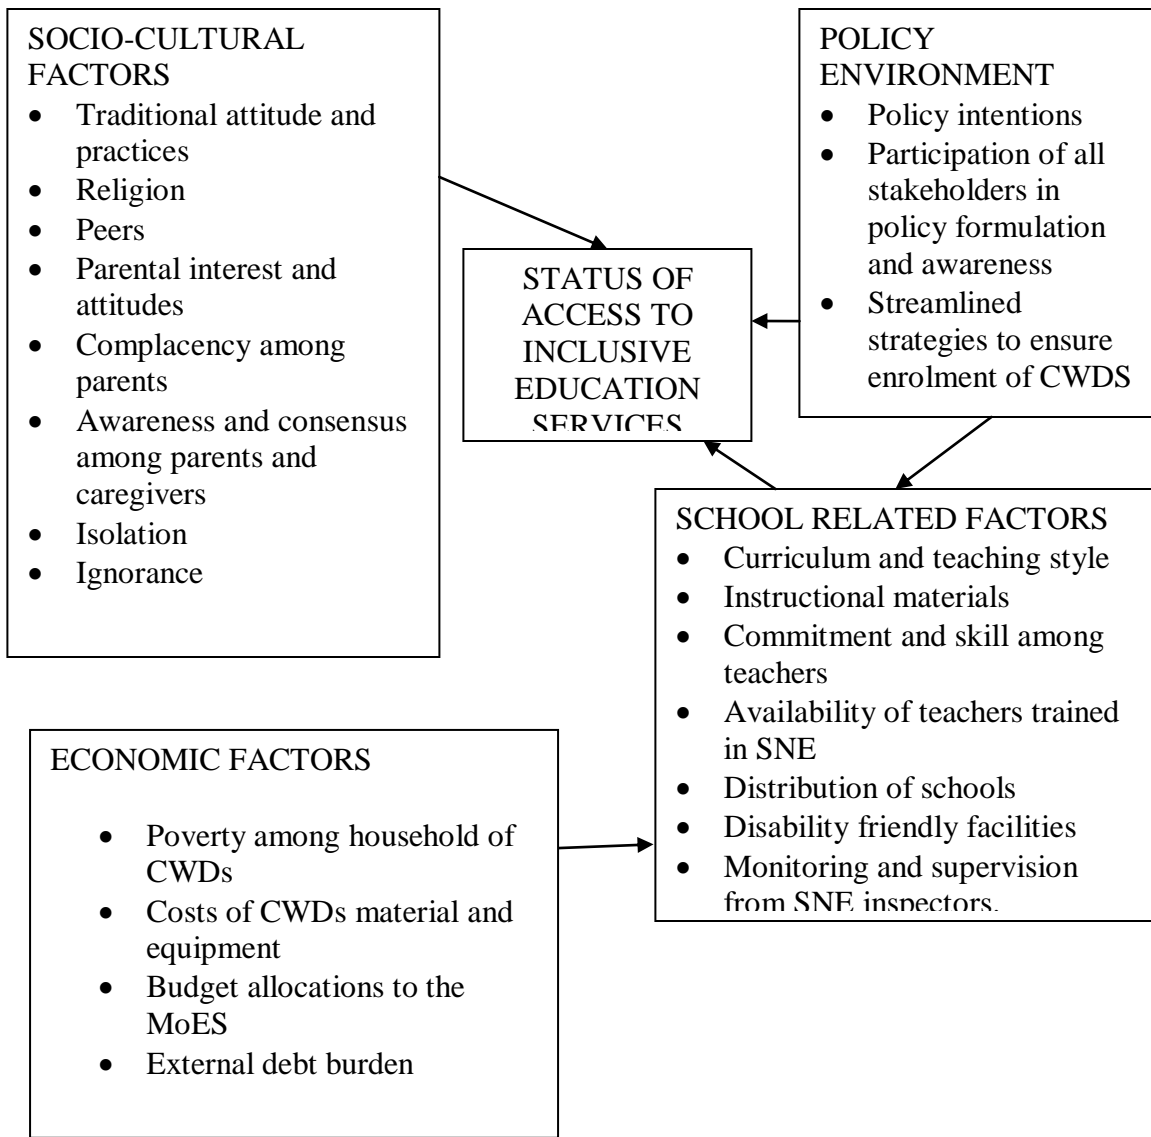 SOCIO-CULTURAL
FACTORS
• Traditional attitude and
practices
• Religion
• Peers
• Parental interest and
attitudes
• Complacency among
parents
• Awareness and consensus
among parents and
caregivers
• Isolation
• Ignorance
POLICY
ENVIRONMENT
• Policy intentions
• Participation of all
stakeholders in
policy formulation
and awareness
• Streamlined
strategies to ensure
enrolment of CWDS
STATUS OF
ACCESS TO
INCLUSIVE
EDUCATION
SERVICES
SCHOOL RELATED FACTORS
• Curriculum and teaching style
• Instructional materials
• Commitment and skill among
teachers
• Availability of teachers trained
in SNE
• Distribution of schools
• Disability friendly facilities
• Monitoring and supervision
from SNE inspectors.
ECONOMIC FACTORS
• Poverty among household of
CWDs
• Costs of CWDs material and
equipment
• Budget allocations to the
MoES
• External debt burden